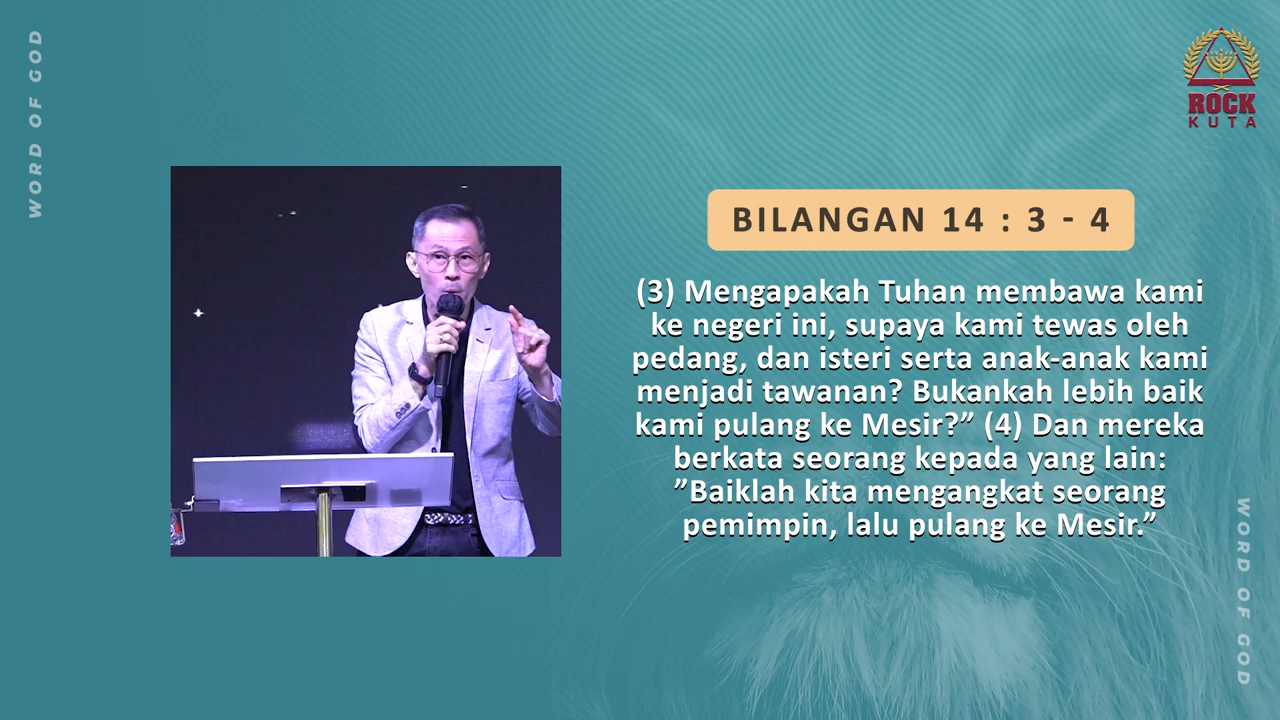 WORD OF GOD
ROCK
KUTA
BILANGAN 14 : 3 - 4
(3) Mengapakah Tuhan membawa kami
ke negeri ini, supaya kami tewas oleh
pedang, dan isteri serta anak-anak kami
menjadi tawanan? Bukankah lebih baik
kami pulang ke Mesir?” (4) Dan mereka
berkata seorang kepada yang lain:
”Baiklah kita mengangkat seorang
pemimpin, lalu pulang ke Mesir.”
WORD OF GOD